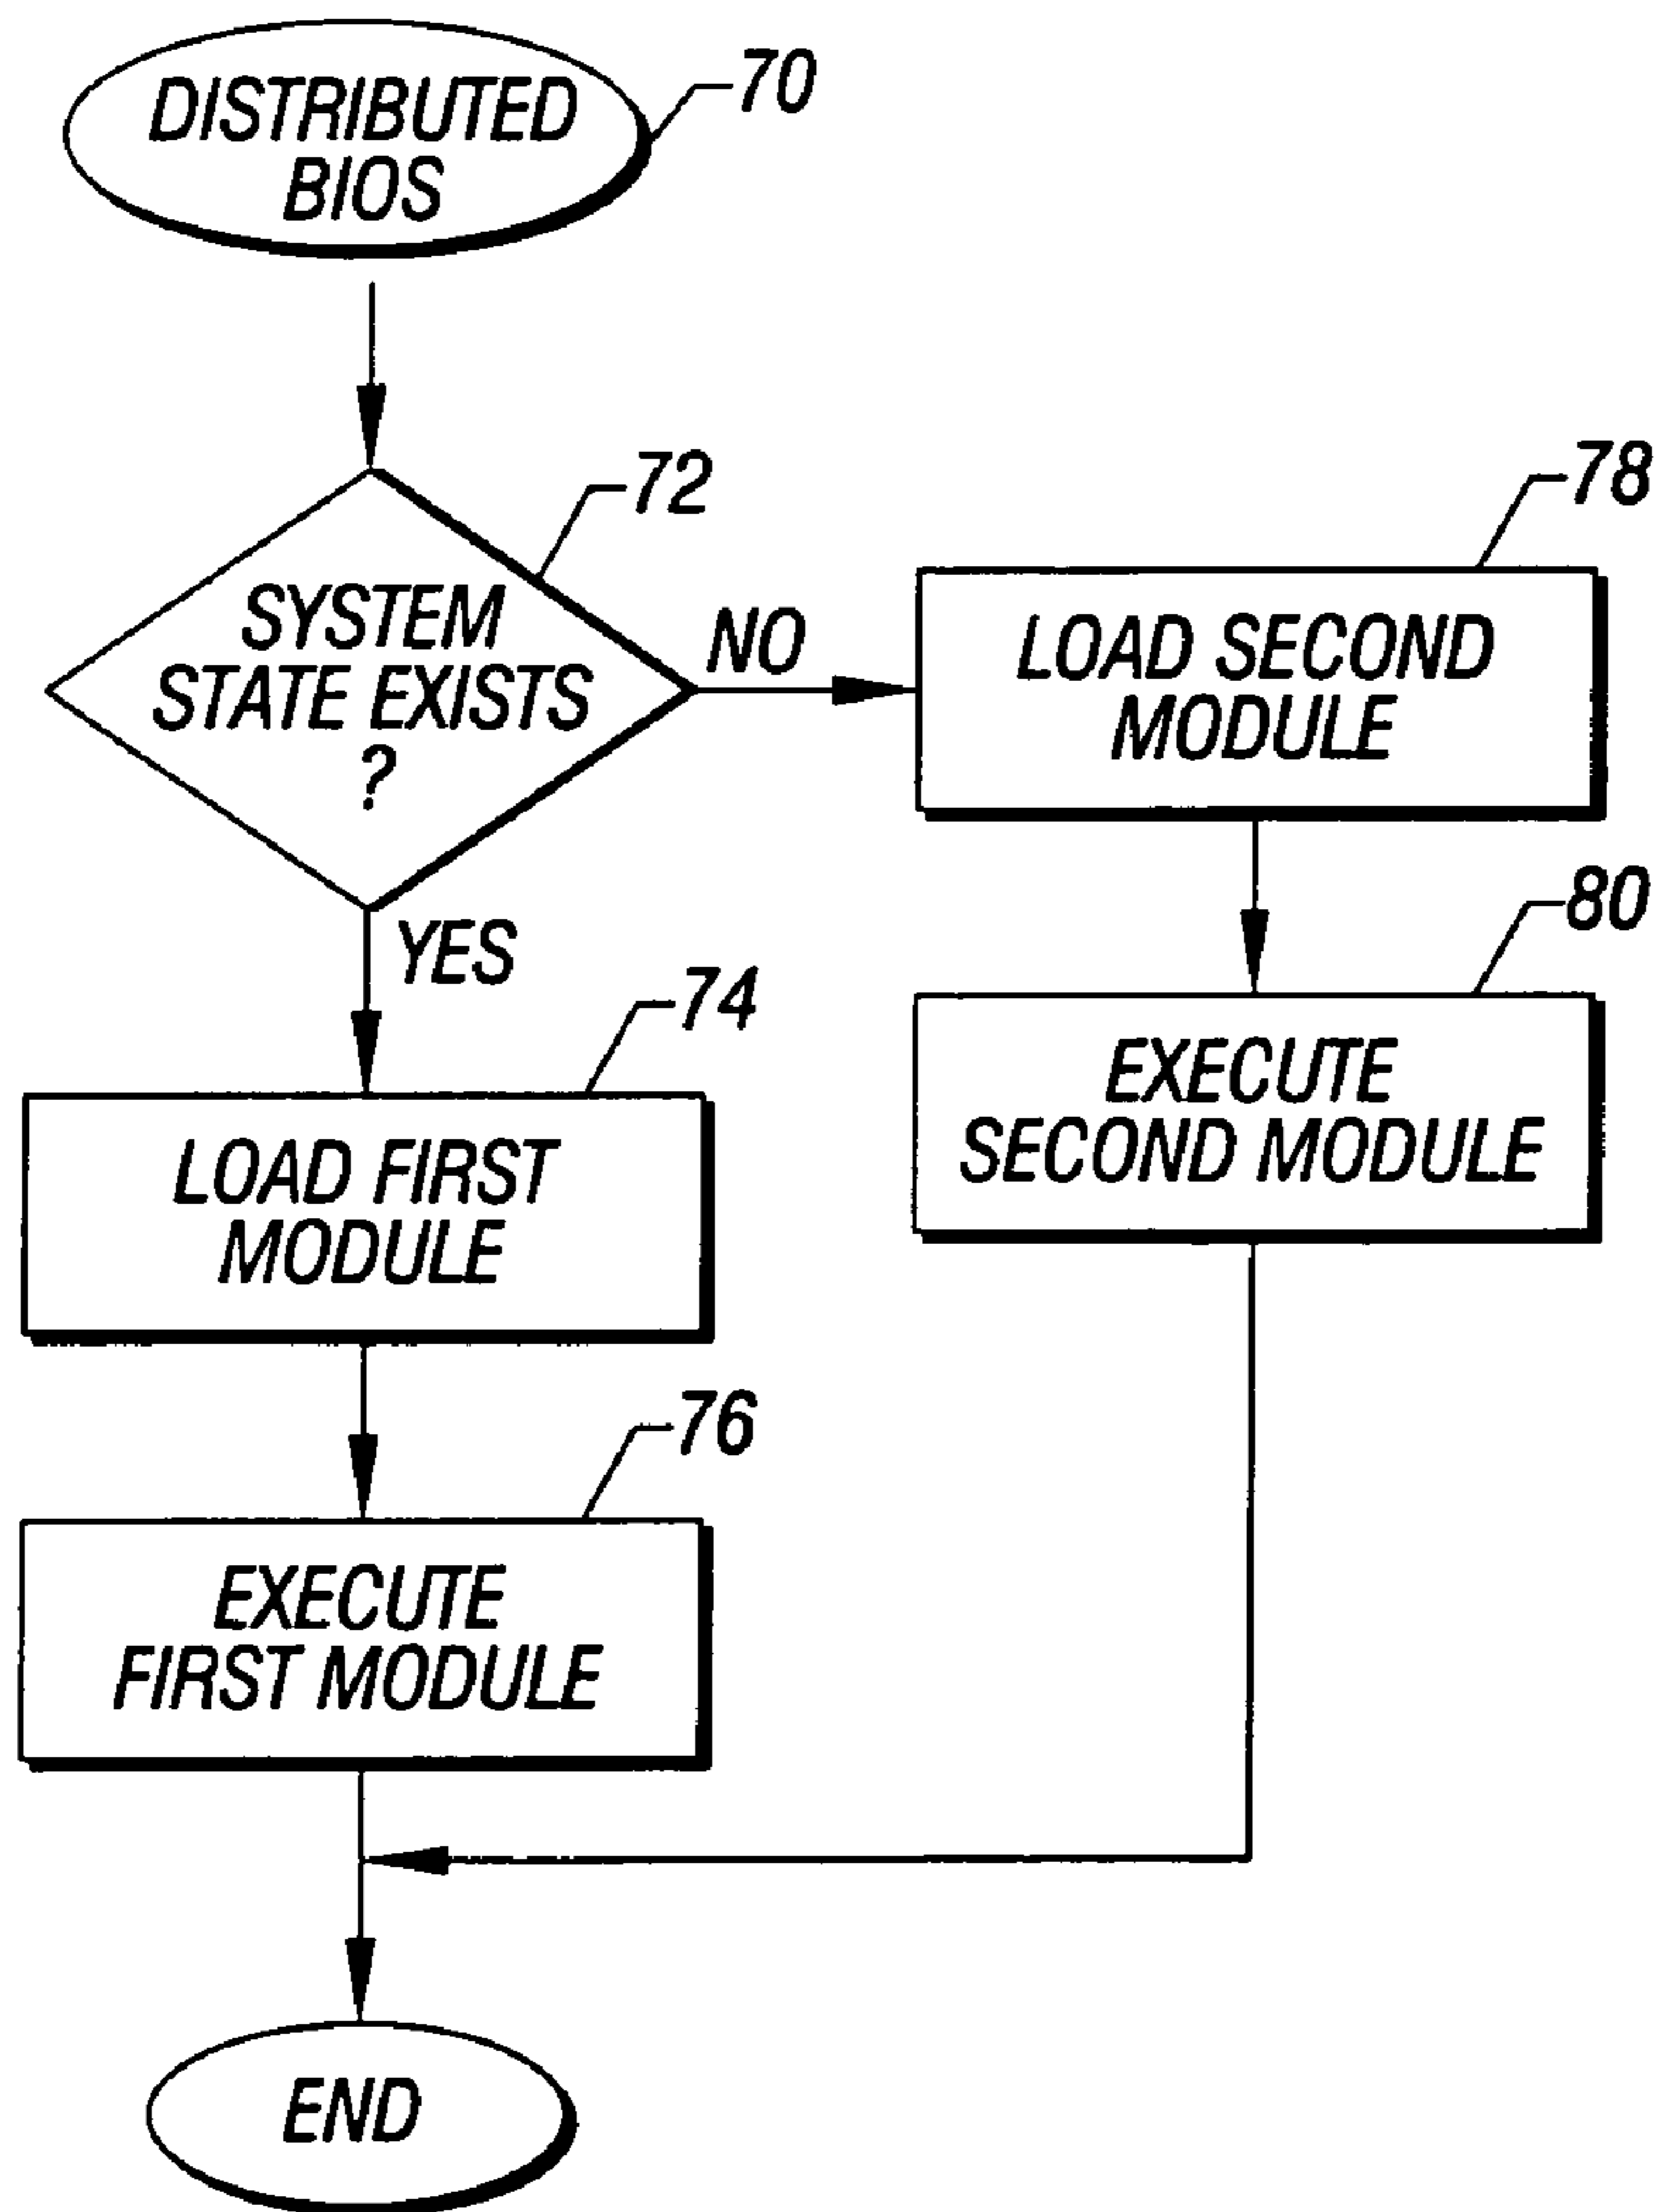 DISTRIBUTED
BIOS
70
72
SYSTEM
STATE EXISTS
?
NO
YES
78
LOAD SECOND
MODULE
80
EXECUTE
SECOND MODULE
74
LOAD FIRST
MODULE
76
EXECUTE
FIRST MODULE
END